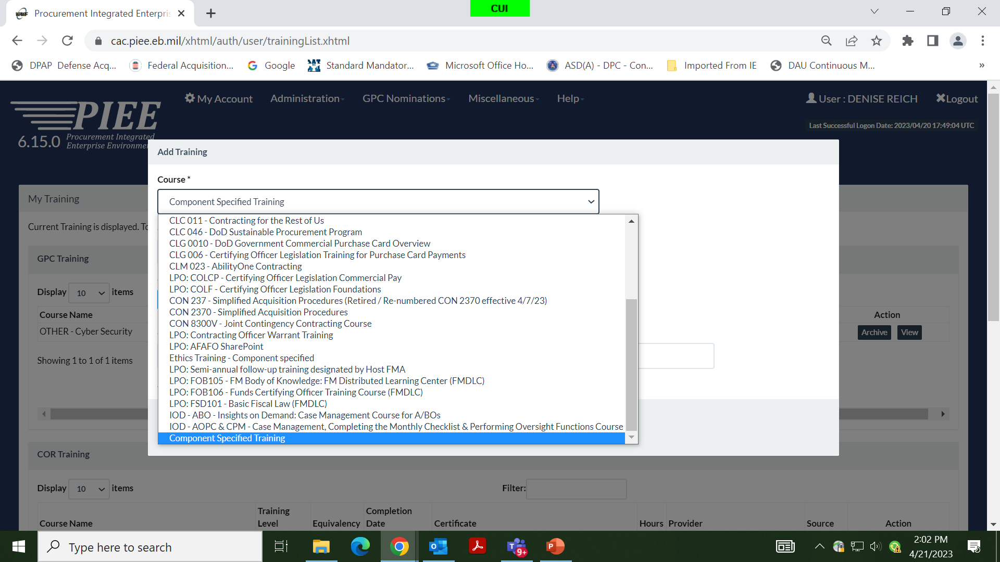 CUI
Procurement Integrated Enterpris
cac.piee.eb.mil/xhtml/auth/user/trainingList.xhtml
DPAP Defense Acq...
Federal Acquisition...
Google
Standard Mandator...
Microsoft Office Ho...
ASD(A) - DPC - Con...
Imported From IE
DAU Continuous M...
»
My Account
Administration
GPC Nominations
Miscellaneous
Help
User : DENISE REICH
Logout
Last Successful Logon Date: 2023/04/20 17:49:04 UTC
PIEE
6.15.0
Procurement Integrated
Enterprise Environme
Add Training
Course *
Component Specified Training
CLC 011 - Contracting for the Rest of Us
CLC 046 - DoD Sustainable Procurement Program
CLG 0010 - DoD Government Commercial Purchase Card Overview
CLG 006 - Certifying Officer Legislation Training for Purchase Card Payments
CLM 023 - AbilityOne Contracting
LPO: COLCP - Certifying Officer Legislation Commercial Pay
LPO: COLF - Certifying Officer Legislation Foundations
CON 237 - Simplified Acquisition Procedures (Retired / Re-numbered CON 2370 effective 4/7/23)
CON 2370 - Simplified Acquisition Procedures
CON 8300V - Joint Contingency Contracting Course
LPO: Contracting Officer Warrant Training
LPO: AFAFO SharePoint
Ethics Training - Component specified
LPO: Semi-annual follow-up training designated by Host FMA
LPO: FOB105 - FM Body of Knowledge: FM Distributed Learning Center (FMDLC)
LPO: FOB106 - Funds Certifying Officer Training Course (FMDLC)
LPO: FSD101 - Basic Fiscal Law (FMDLC)
IOD - ABO - Insights on Demand: Case Management Course for A/BOs
IOD - AOPC & CPM - Case Management, Completing the Monthly Checklist & Performing Oversight Functions Course
Component Specified Training
My Training
Current Training is displayed. To
GPC Training
Display 10 items
Course Name
Action
OTHER - Cyber Security
Archive
View
Showing 1 to 1 of 1 items
COR Training
Display 10 items
Filter:
Course Name
Training Level
Equivalency
Completion Date
Certificate
Hours
Provider
Source
Action
Type here to search
9+
2:02 PM
4/21/2023